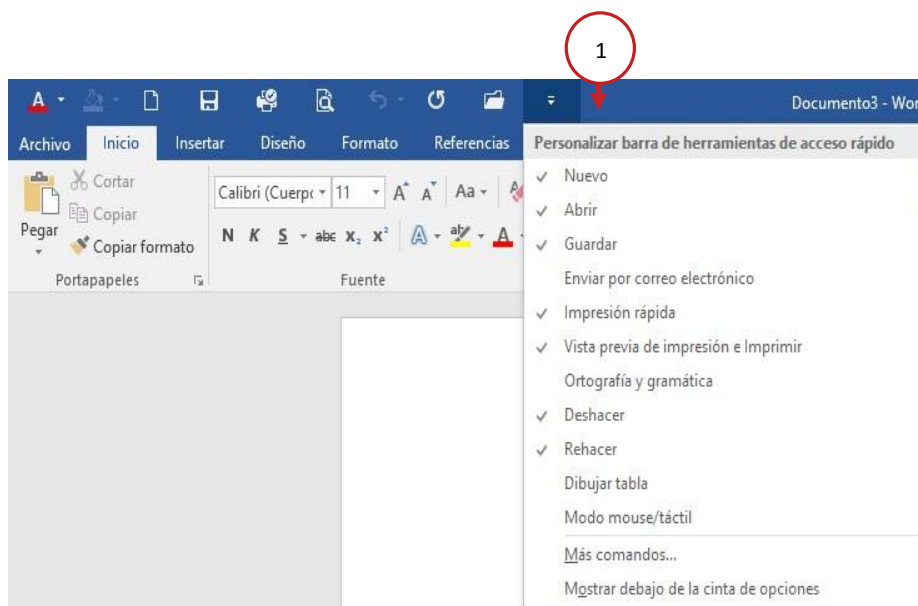 1
Documento3 - Wor
Archivo Inicio Insertar Diseño Formato Referencias
Personalizar barra de herramientas de acceso rápido
Pegar
Cortar
Copiar
Copiar formato
Portapapeles
Calibri (Cuerpo 11 A A Aa
N K S abc x₂ x² A ab A
Fuente
Nuevo
Abrir
Guardar
Enviar por correo electrónico
Impresión rápida
Vista previa de impresión e Imprimir
Ortografía y gramática
Deshacer
Rehacer
Dibujar tabla
Modo mouse/táctil
Más comandos...
Mostrar debajo de la cinta de opciones